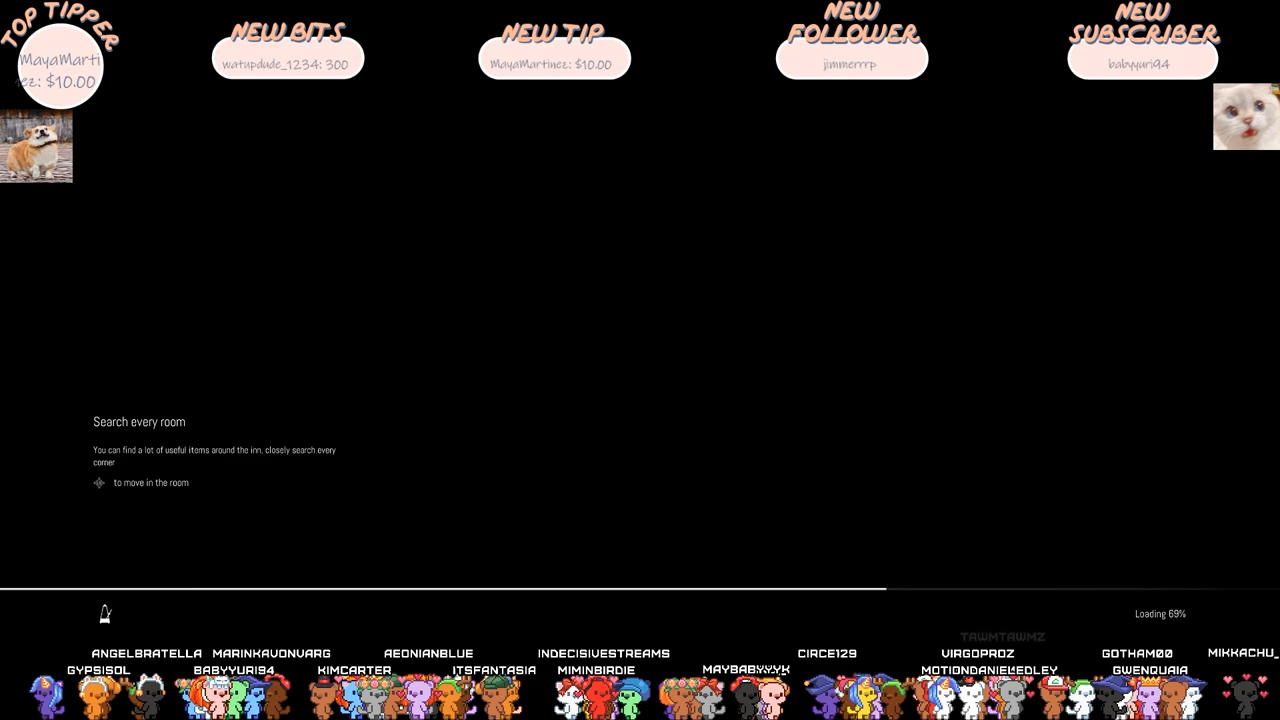 TOP TIPPER
MayaMarti
ez: $10.00
NEW BITS
watupdude_1234: 300
NEW TIP
MayaMartinez: $10.00
NEW
FOLLOWER
jimmerrrp
NEW
SUBSCRIBER
babyyuri94
Search every room
You can find a lot of useful items around the inn, closely search every
corner
to move in the room
Loading 69%
TAWMTAWMZ
ANGELBRATELLA MARINKAVONVARG AEONIANBLUE INDECISIVESTREAMS CIRCE129 VIRGOPROZ GOTHAM00 MIKKACHU_
GYPSISOL BABYYURI94 KIMCARTER ITSFANTASIA MIMINBIRDIE MAYBABYYYK MOTIONDANIELMEDLEY GWENQUAIA